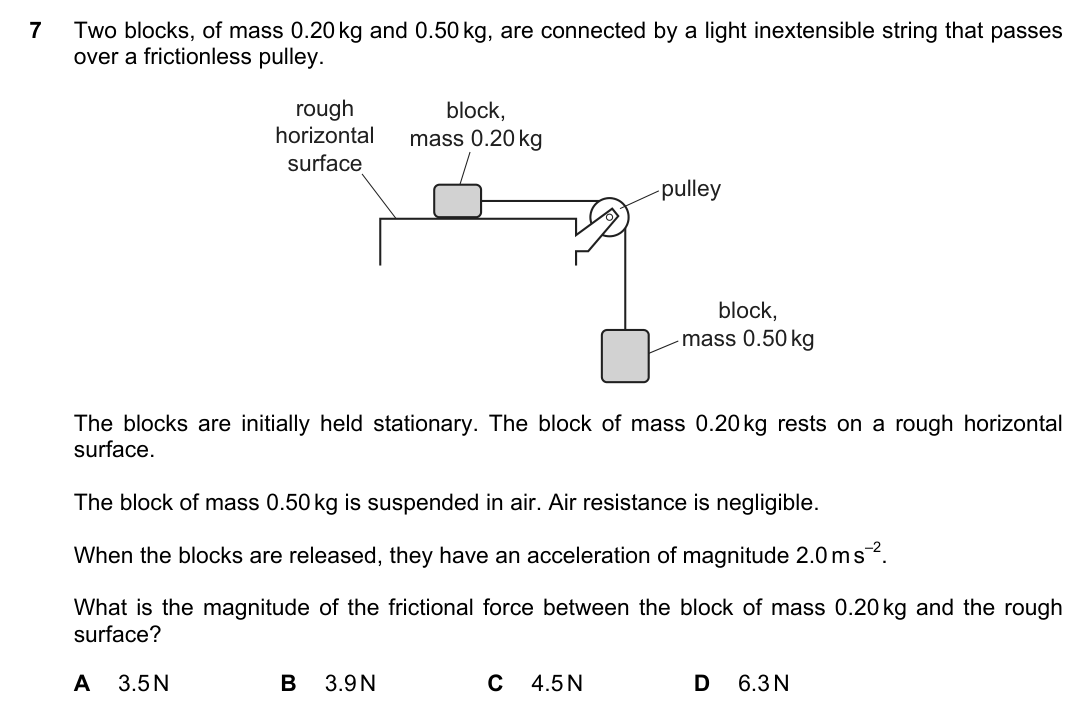 7 Two blocks, of mass 0.20 kg and 0.50 kg, are connected by a light inextensible string that passes
over a frictionless pulley.
rough
horizontal
surface
block,
mass 0.20 kg
pulley
block,
mass 0.50 kg
The blocks are initially held stationary. The block of mass 0.20 kg rests on a rough horizontal
surface.
The block of mass 0.50 kg is suspended in air. Air resistance is negligible.
When the blocks are released, they have an acceleration of magnitude 2.0 m s⁻².
What is the magnitude of the frictional force between the block of mass 0.20 kg and the rough
surface?
A 3.5 N B 3.9 N C 4.5 N D 6.3 N